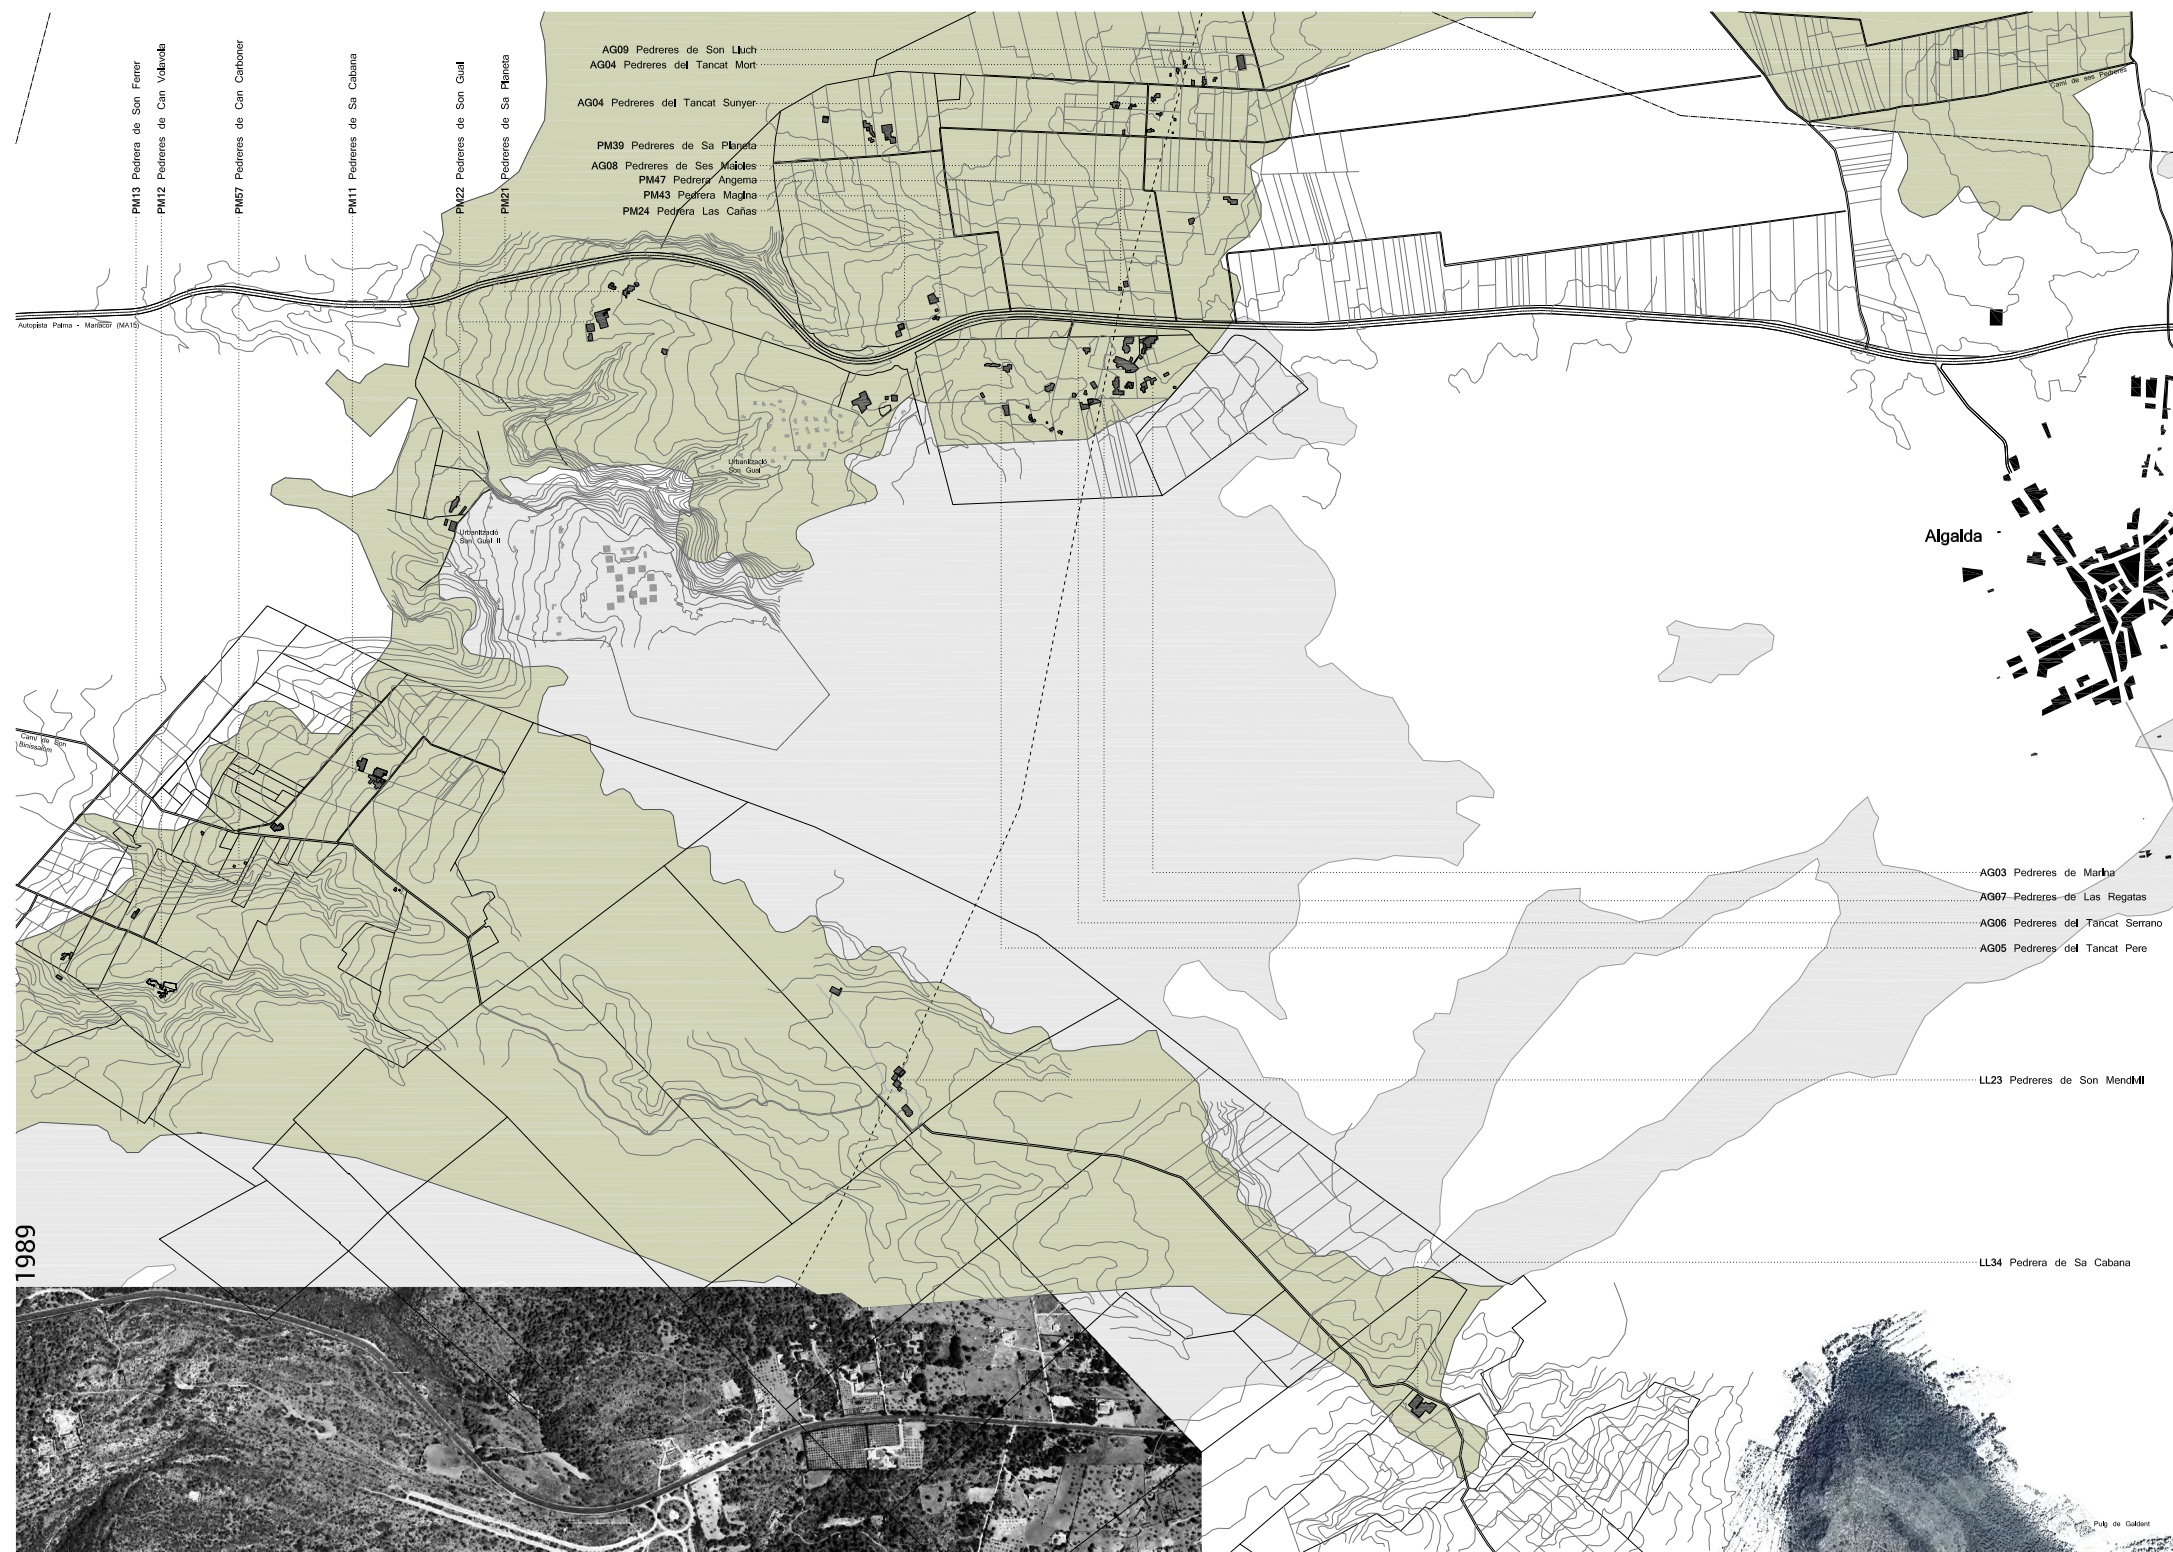 AG09 Pedreres de Son Lluch
AG04 Pedreres del Tancat Mort
AG04 Pedreres del Tancat Sunyer
PM39 Pedreres de Sa Planeta
AG08 Pedreres de Ses Maioles
PM47 Pedrera Angema
PM43 Pedrera Magina
PM24 Pedrera Las Cañas
PM13 Pedrera de Son Ferrer
PM12 Pedreres de Can Volavola
PM57 Pedreres de Can Carboner
PM11 Pedreres de Sa Cabana
PM22 Pedreres de Son Gual
PM21 Pedreres de Sa Planeta
Camí de ses Pedreres
Autopista Palma - Manacor (MA15)
Urbanització
Son Gual
Urbanització
Son Gual II
Algaida
Camí de Son
Binissalom
AG03 Pedreres de Marina
AG07 Pedreres de Las Regatas
AG06 Pedreres del Tancat Serrano
AG05 Pedreres del Tancat Pere
LL23 Pedreres de Son Mendivil
LL34 Pedrera de Sa Cabana
1989
Puig de Galdent